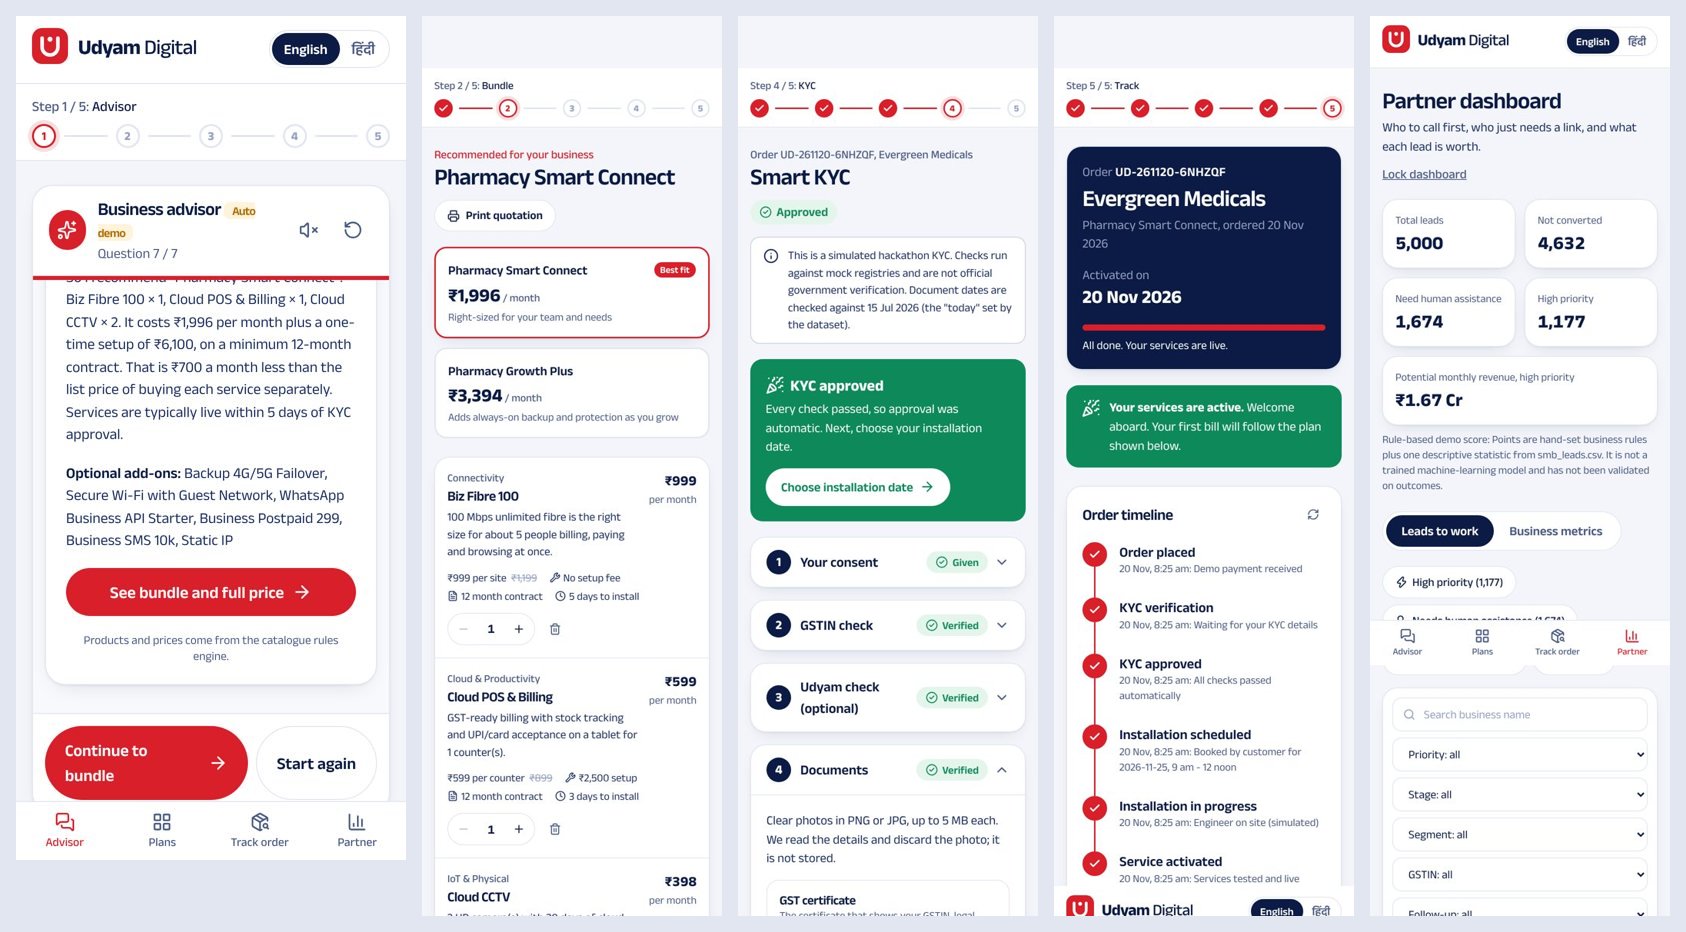 Udyam Digital
English
हिंदी
Step 1 / 5: Advisor
1
2
3
4
5
Business advisor Auto
demo
Question 7 / 7
Biz Fibre 100 × 1, Cloud POS & Billing × 1, Cloud
CCTV × 2. It costs ₹1,996 per month plus a one-
time setup of ₹6,100, on a minimum 12-month
contract. That is ₹700 a month less than the
list price of buying each service separately.
Services are typically live within 5 days of KYC
approval.
Optional add-ons: Backup 4G/5G Failover,
Secure Wi-Fi with Guest Network, WhatsApp
Business API Starter, Business Postpaid 299,
Business SMS 10k, Static IP
See bundle and full price
Products and prices come from the catalogue rules
engine.
Continue to
bundle
Start again
Advisor
Plans
Track order
Partner
Step 2 / 5: Bundle
2
3
4
5
Recommended for your business
Pharmacy Smart Connect
Print quotation
Pharmacy Smart Connect
Best fit
₹1,996 / month
Right-sized for your team and needs
Pharmacy Growth Plus
₹3,394 / month
Adds always-on backup and protection as you grow
Connectivity
₹999
Biz Fibre 100
per month
100 Mbps unlimited fibre is the right
size for about 5 people billing, paying
and browsing at once.
₹999 per site ₹1,199 No setup fee
12 month contract 5 days to install
1
Cloud & Productivity
₹599
Cloud POS & Billing
per month
GST-ready billing with stock tracking
and UPI/card acceptance on a tablet for
1 counter(s).
₹599 per counter ₹899 ₹2,500 setup
12 month contract 3 days to install
1
IoT & Physical
₹398
Cloud CCTV
per month
Step 4 / 5: KYC
4
5
Order UD-261120-6NHZQF, Evergreen Medicals
Smart KYC
Approved
This is a simulated hackathon KYC. Checks run
against mock registries and are not official
government verification. Document dates are
checked against 15 Jul 2026 (the "today" set by
the dataset).
KYC approved
Every check passed, so approval was
automatic. Next, choose your installation
date.
Choose installation date
1
Your consent
Given
2
GSTIN check
Verified
3
Udyam check
(optional)
Verified
4
Documents
Verified
Clear photos in PNG or JPG, up to 5 MB each.
We read the details and discard the photo; it
is not stored.
GST certificate
Step 5 / 5: Track
5
Order UD-261120-6NHZQF
Evergreen Medicals
Pharmacy Smart Connect, ordered 20 Nov
2026
Activated on
20 Nov 2026
All done. Your services are live.
Your services are active. Welcome
aboard. Your first bill will follow the plan
shown below.
Order timeline
Order placed
20 Nov, 8:25 am: Demo payment received
KYC verification
20 Nov, 8:25 am: Waiting for your KYC details
KYC approved
20 Nov, 8:25 am: All checks passed
automatically
Installation scheduled
20 Nov, 8:25 am: Booked by customer for
2026-11-25, 9 am - 12 noon
Installation in progress
20 Nov, 8:25 am: Engineer on site (simulated)
Service activated
20 Nov, 8:25 am: Services tested and live
Udyam Digital
English
हिंदी
Udyam Digital
English
हिंदी
Partner dashboard
Who to call first, who just needs a link, and what
each lead is worth.
Lock dashboard
Total leads
5,000
Not converted
4,632
Need human assistance
1,674
High priority
1,177
Potential monthly revenue, high priority
₹1.67 Cr
Rule-based demo score: Points are hand-set business rules
plus one descriptive statistic from smb_leads.csv. It is not a
trained machine-learning model and has not been validated
on outcomes.
Leads to work
Business metrics
High priority (1,177)
Advisor
Plans
Track order
Partner
Search business name
Priority: all
Stage: all
Segment: all
GSTIN: all
Follow-up: all